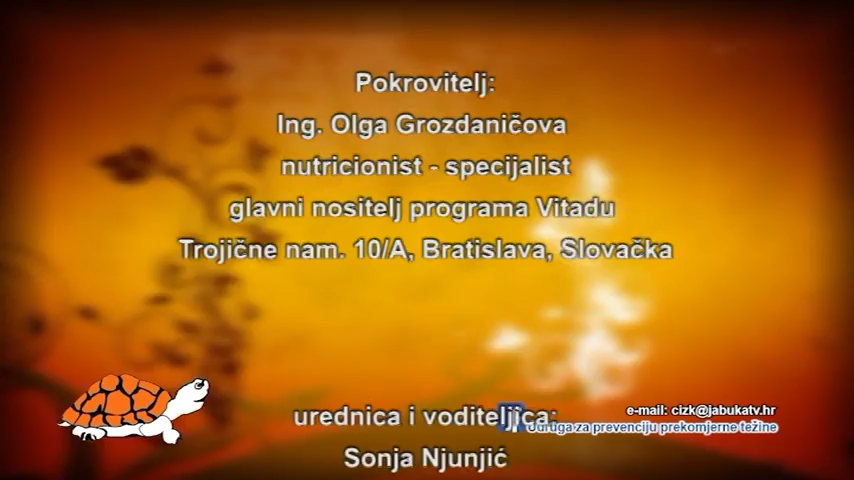 Pokrovitelj:
Ing. Olga Grozdaničova
nutricionist - specijalist
glavni nositelj programa Vitadu
Trojične nam. 10/A, Bratislava, Slovačka
urednica i voditeljica:
e-mail: cizk@jabukatv.hr
Udruga za prevenciju prekomjerne težine
Sonja Njunjić